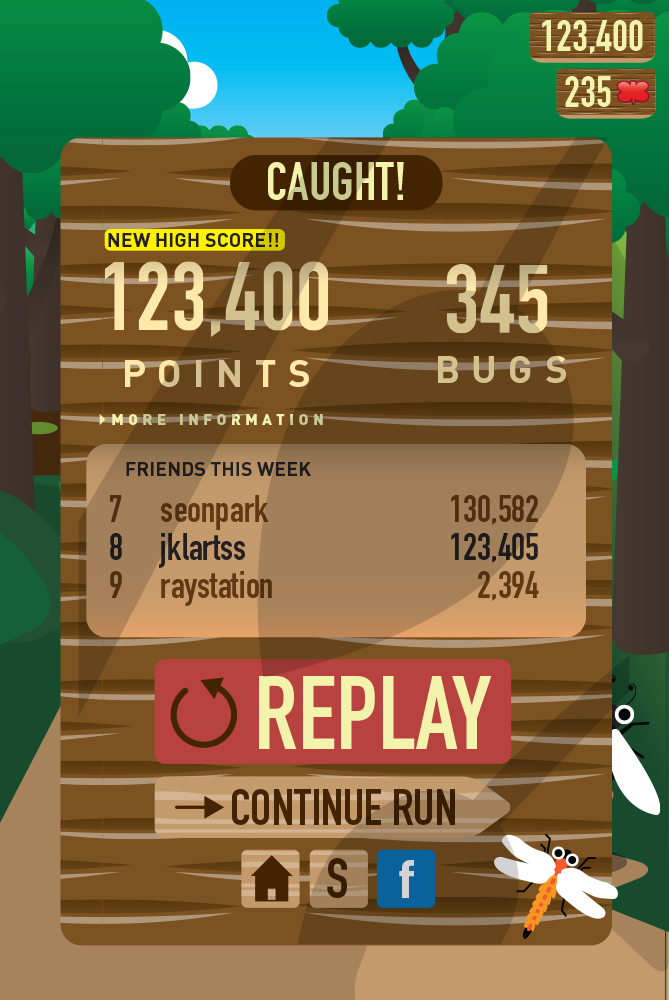 123,400
235
CAUGHT!
NEW HIGH SCORE!!
123,400 345
POINTS BUGS
MORE INFORMATION
FRIENDS THIS WEEK
7 seonpark 130,582
8 jklartss 123,405
9 raystation 2,394
REPLAY
CONTINUE RUN
S f